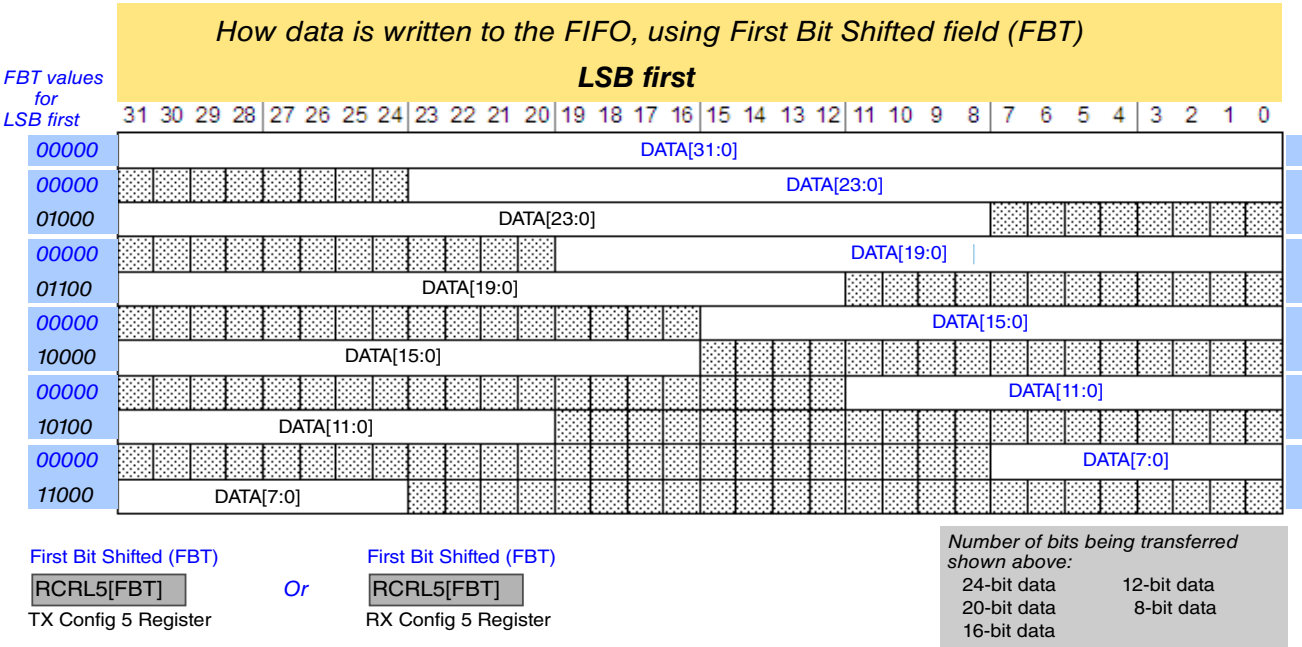 How data is written to the FIFO, using First Bit Shifted field (FBT)
LSB first
FBT values
for
LSB first
31 30 29 28 27 26 25 24 23 22 21 20 19 18 17 16 15 14 13 12 11 10 9 8 7 6 5 4 3 2 1 0
00000 DATA[31:0]
00000 DATA[23:0]
01000 DATA[23:0]
00000 DATA[19:0]
01100 DATA[19:0]
00000 DATA[15:0]
10000 DATA[15:0]
00000 DATA[11:0]
10100 DATA[11:0]
00000 DATA[7:0]
11000 DATA[7:0]
First Bit Shifted (FBT) First Bit Shifted (FBT)
RCRL5[FBT] Or RCRL5[FBT]
TX Config 5 Register RX Config 5 Register
Number of bits being transferred
shown above:
24-bit data 12-bit data
20-bit data 8-bit data
16-bit data